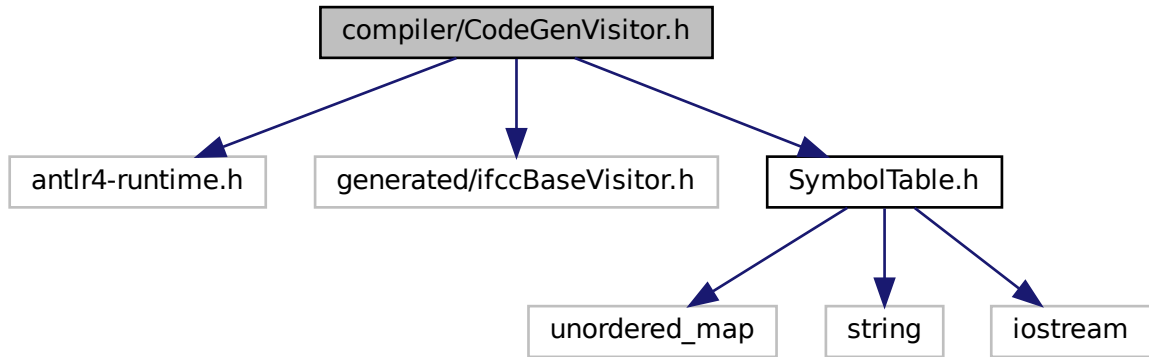 compiler/CodeGenVisitor.h
antlr4-runtime.h
generated/ifccBaseVisitor.h
SymbolTable.h
unordered_map
string
iostream